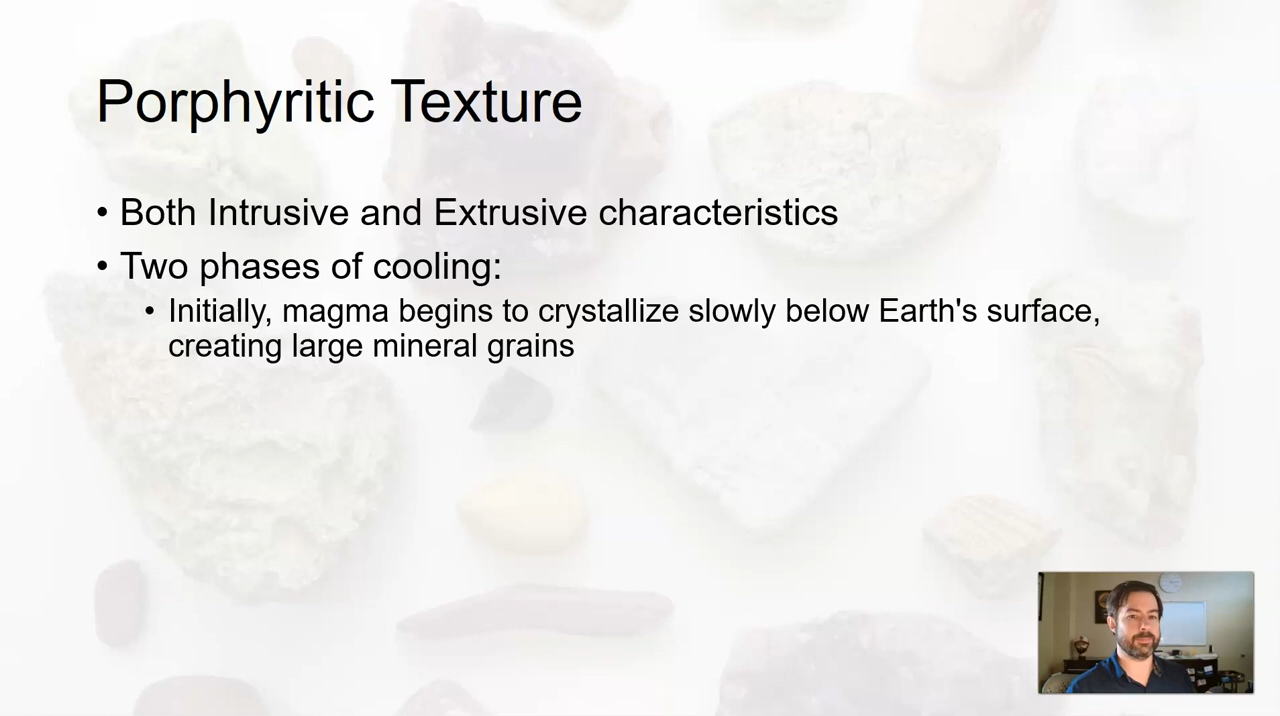 Porphyritic Texture
• Both Intrusive and Extrusive characteristics
• Two phases of cooling:
• Initially, magma begins to crystallize slowly below Earth's surface,
creating large mineral grains